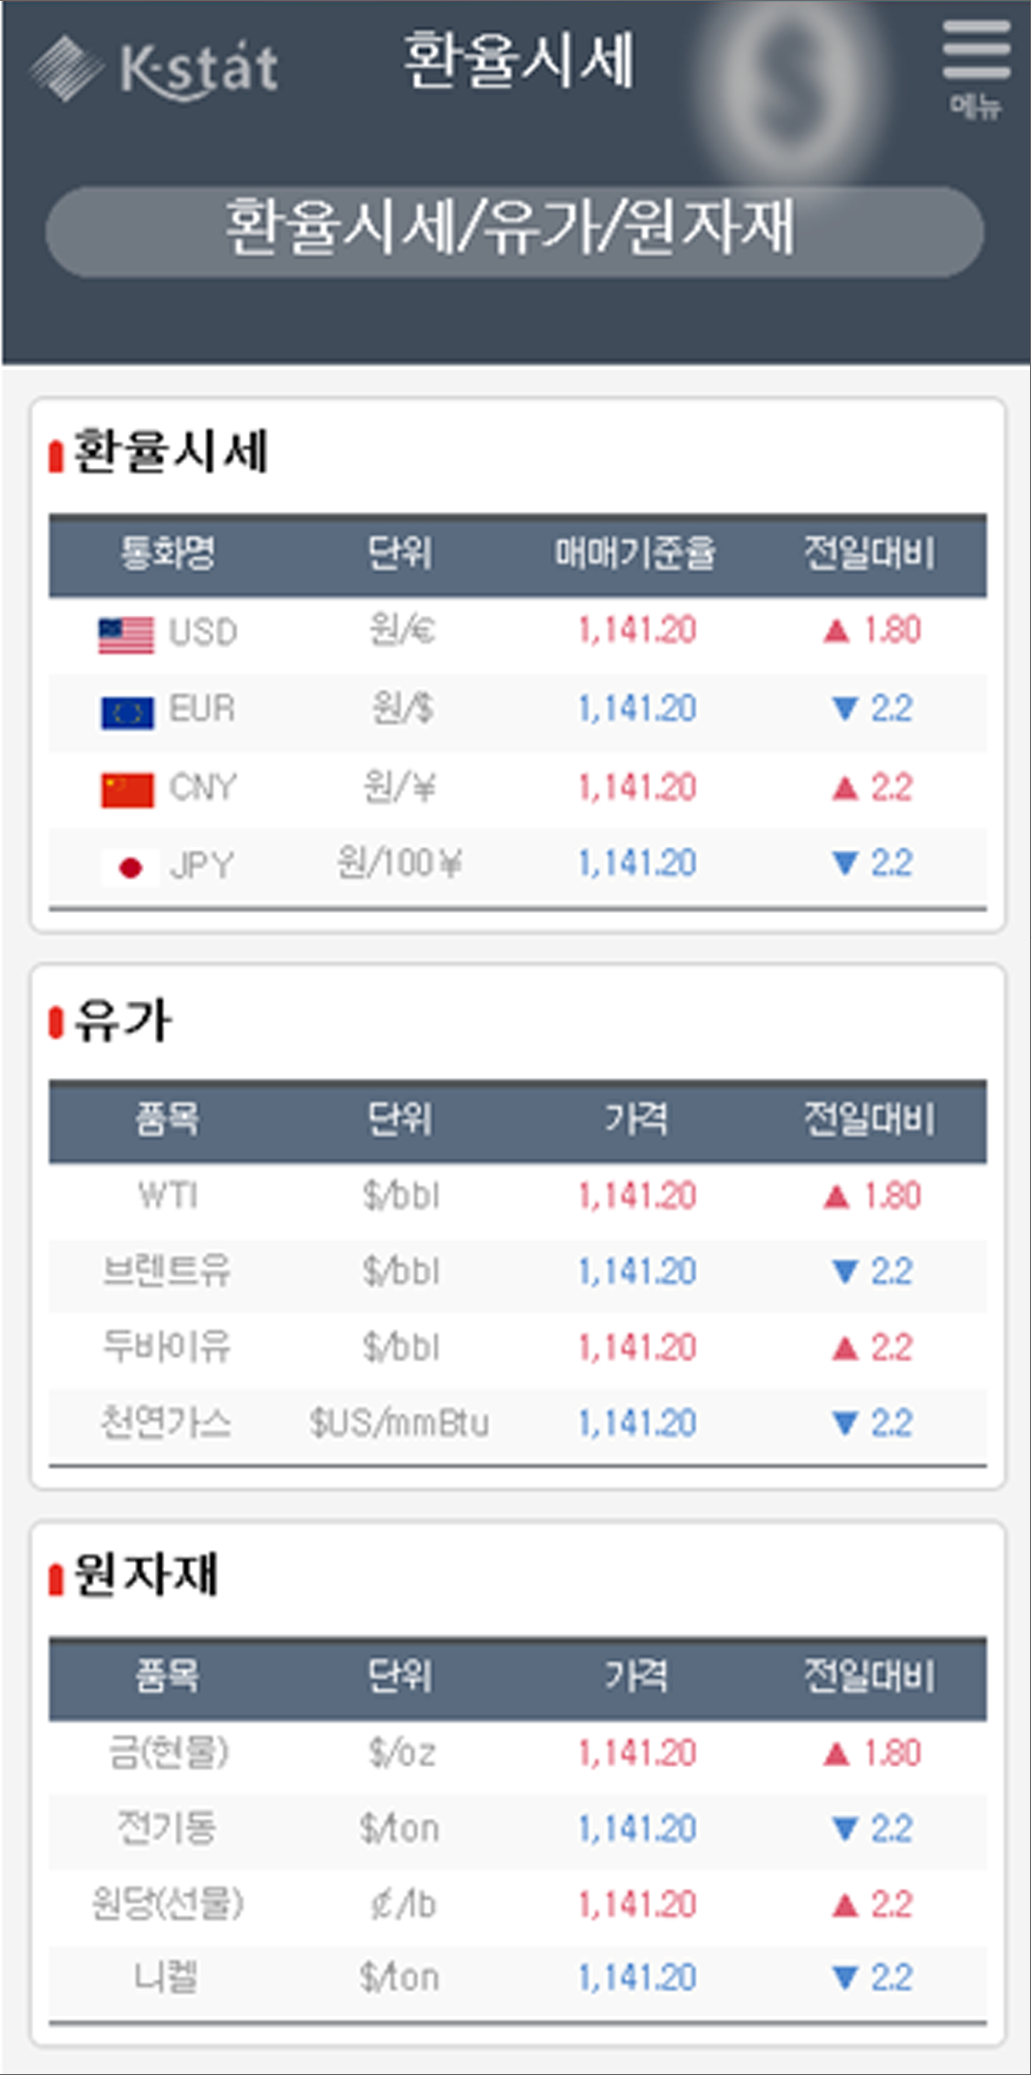 K-stat
환율시세
메뉴
환율시세/유가/원자재
환율시세
통화명 단위 매매기준율 전일대비
USD 원/€ 1,141.20 ▲ 1.80
EUR 원/$ 1,141.20 ▼ 2.2
CNY 원/¥ 1,141.20 ▲ 2.2
JPY 원/100¥ 1,141.20 ▼ 2.2
유가
품목 단위 가격 전일대비
WTI $/bbl 1,141.20 ▲ 1.80
브렌트유 $/bbl 1,141.20 ▼ 2.2
두바이유 $/bbl 1,141.20 ▲ 2.2
천연가스 $US/mmBtu 1,141.20 ▼ 2.2
원자재
품목 단위 가격 전일대비
금(현물) $/oz 1,141.20 ▲ 1.80
전기동 $/ton 1,141.20 ▼ 2.2
원당(선물) ₡/lb 1,141.20 ▲ 2.2
니켈 $/ton 1,141.20 ▼ 2.2